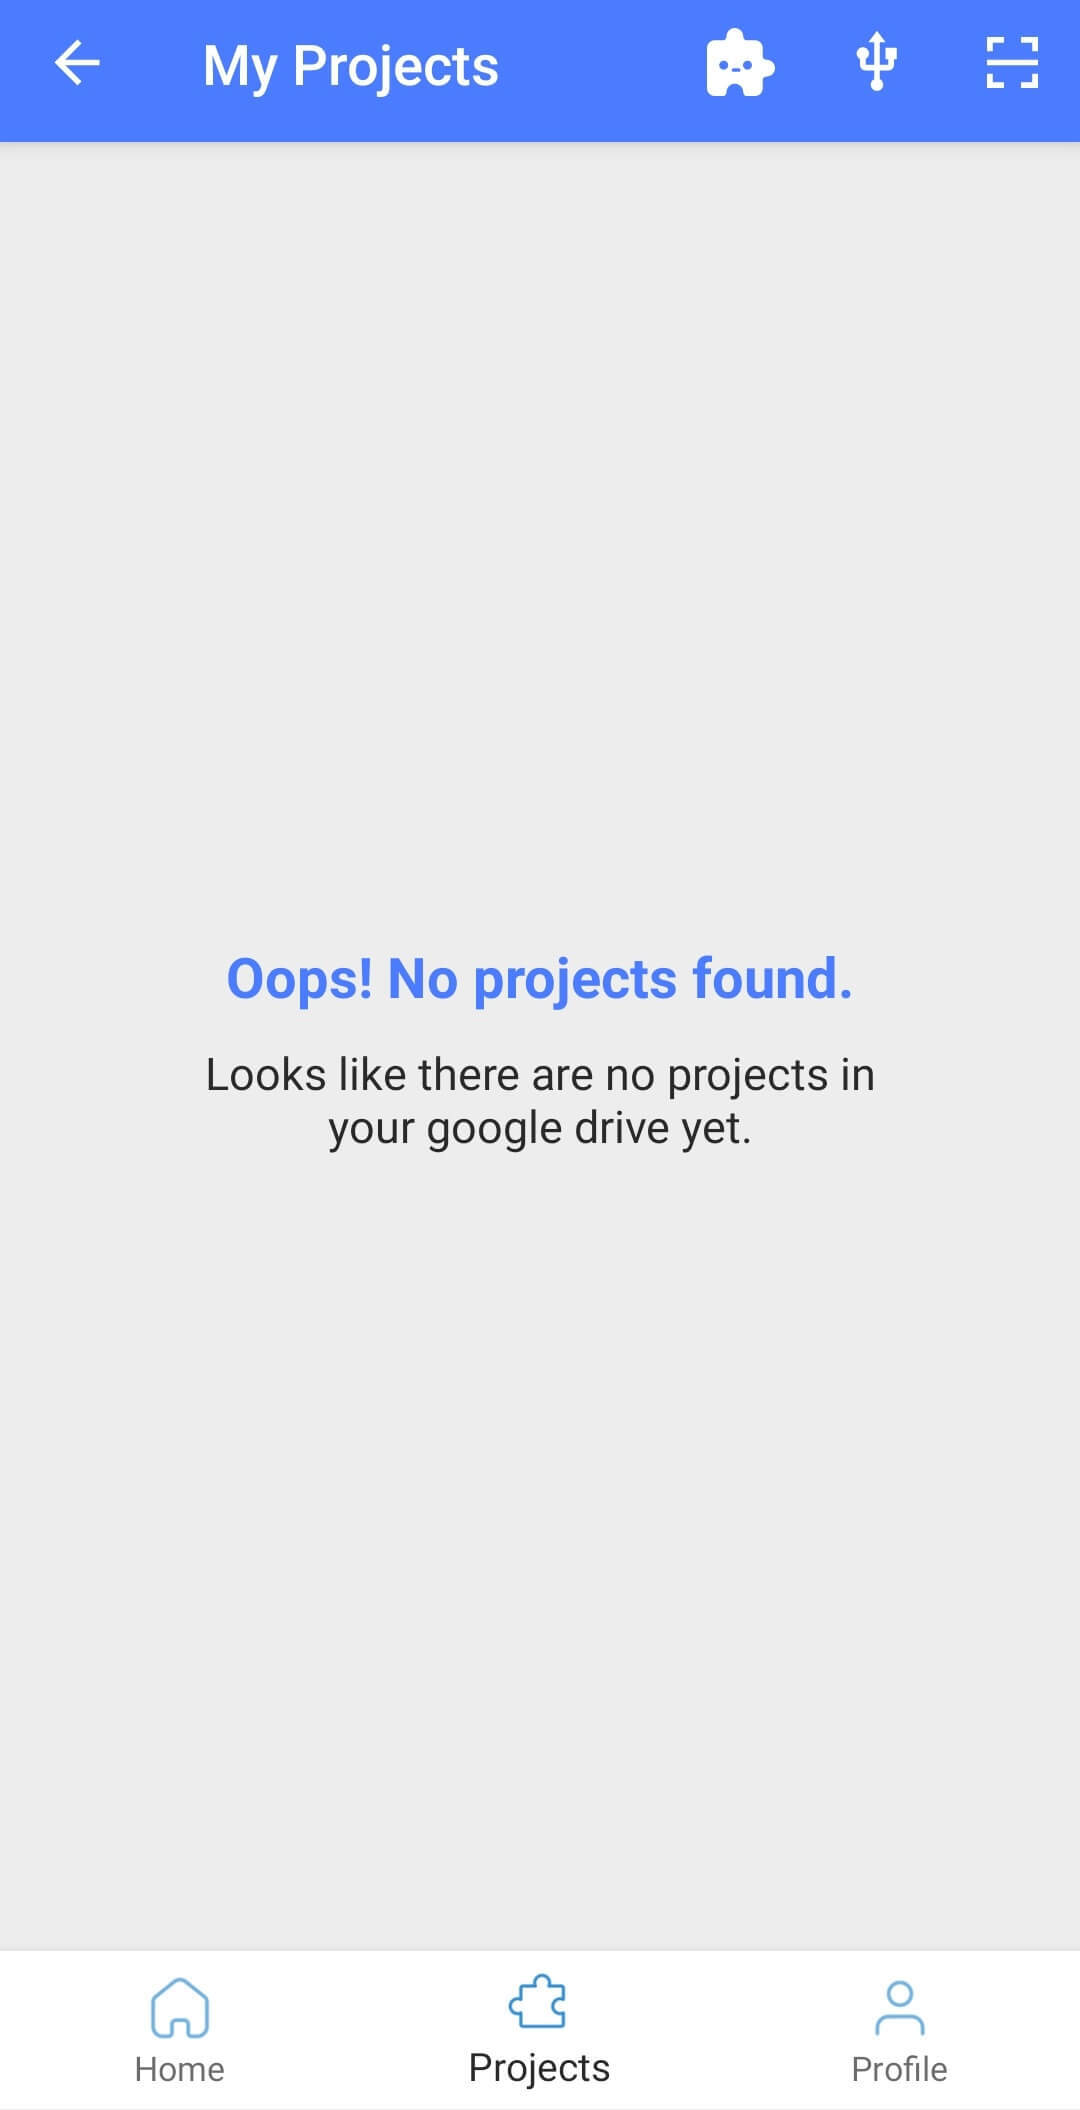 My Projects
Oops! No projects found.
Looks like there are no projects in
your google drive yet.
Home
Projects
Profile